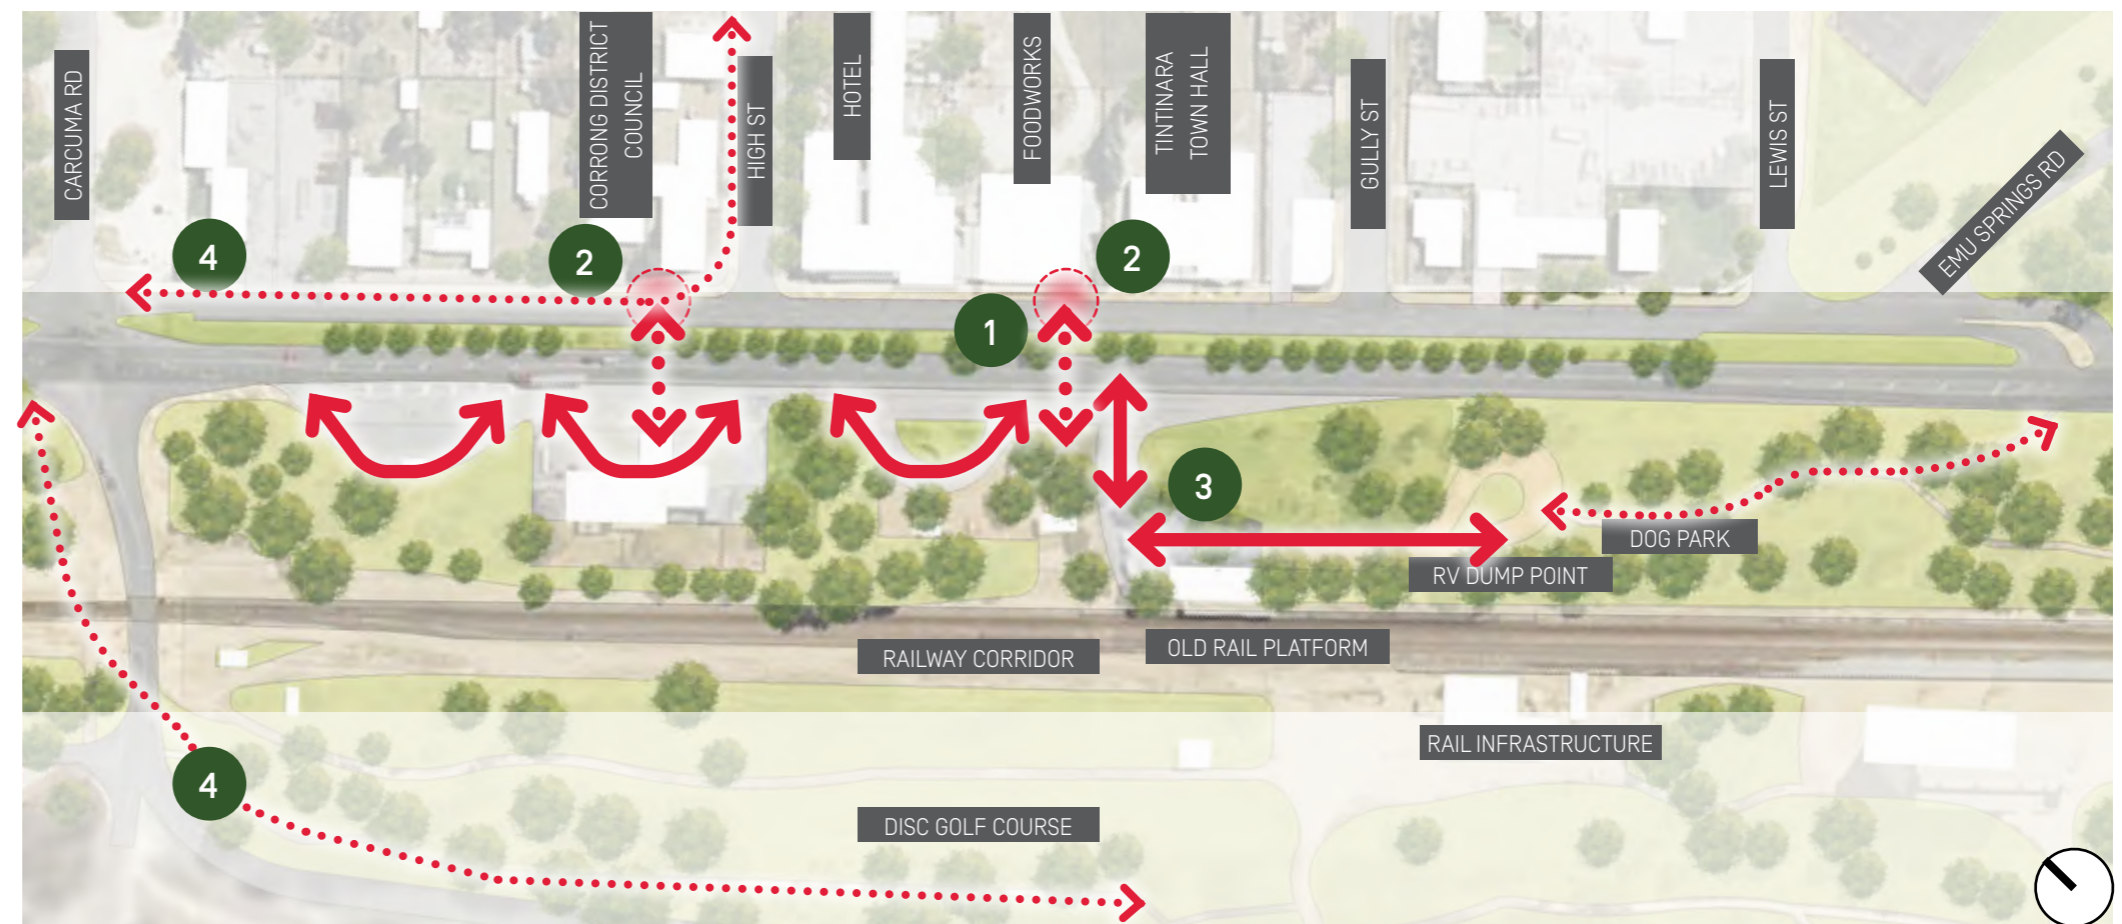 CARCUMA RD
CORRONG DISTRICT
COUNCIL
HIGH ST
HOTEL
FOODWORKS
TINTINARA
TOWN HALL
GULLY ST
LEWIS ST
EMU SPRINGS RD
4
2
2
1
3
DOG PARK
RV DUMP POINT
RAILWAY CORRIDOR
OLD RAIL PLATFORM
RAIL INFRASTRUCTURE
4
DISC GOLF COURSE